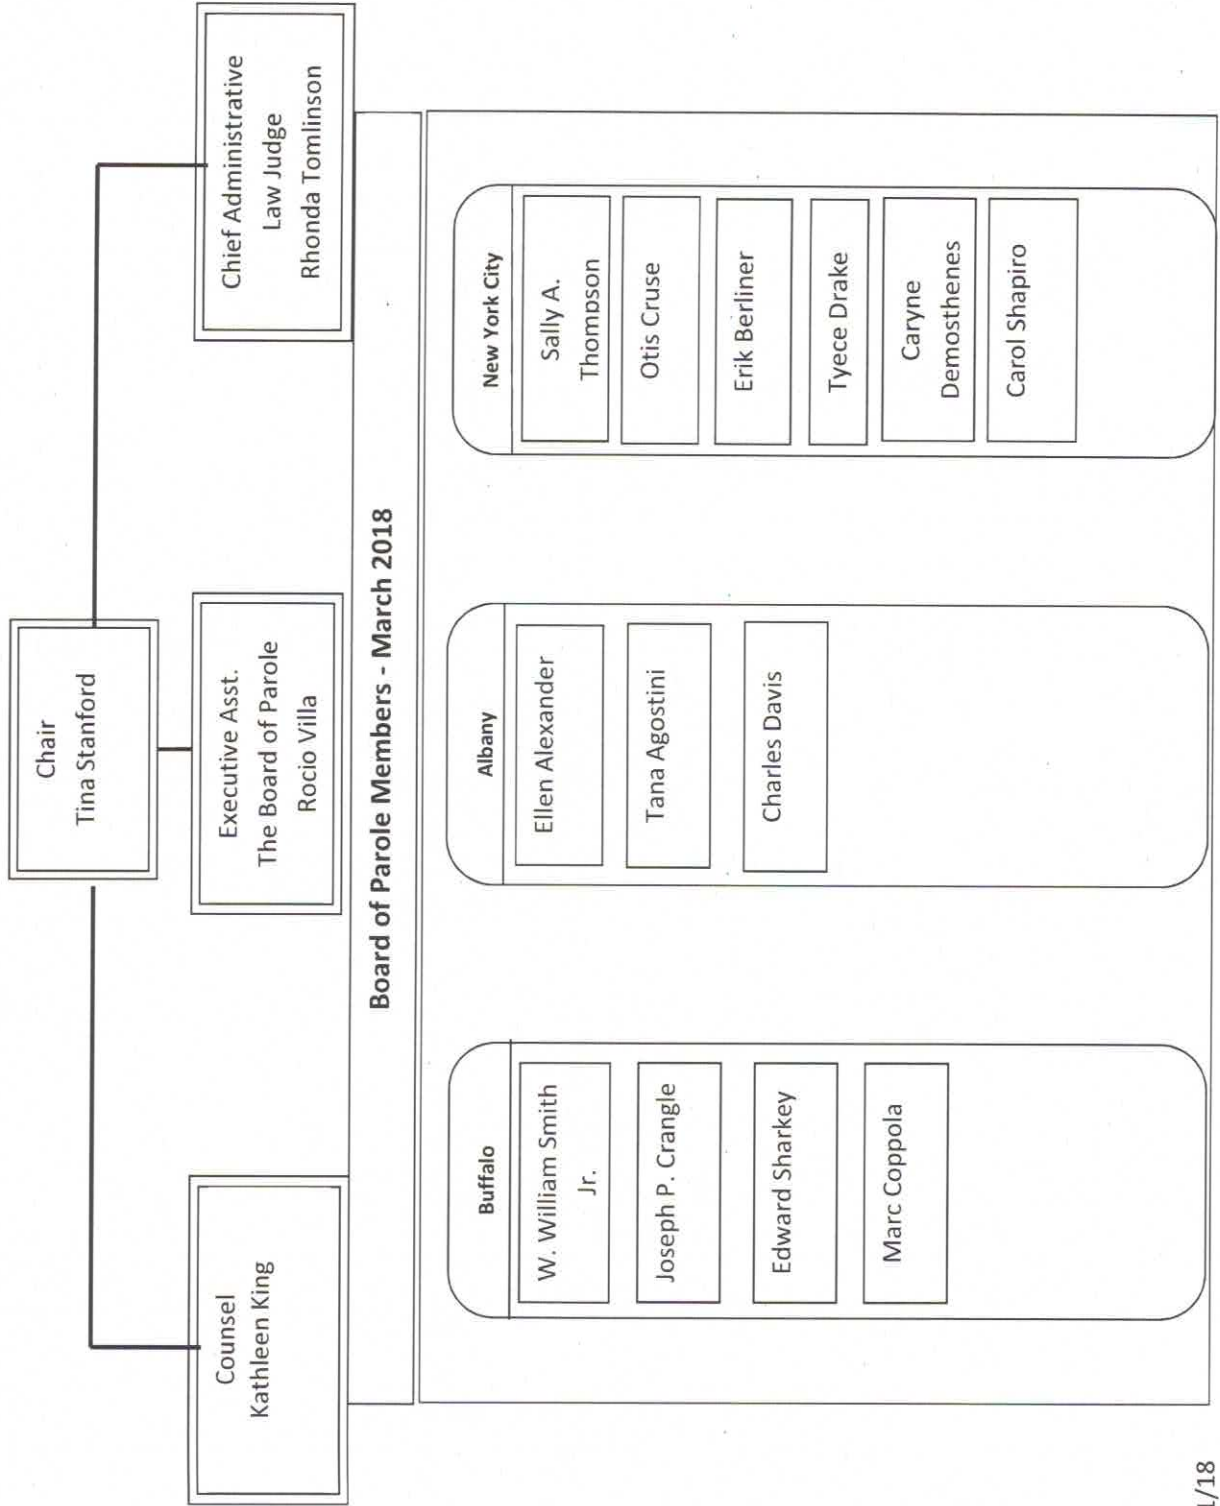 Chair
Tina Stanford
Counsel
Kathleen King
Executive Asst.
The Board of Parole
Rocio Villa
Chief Administrative
Law Judge
Rhonda Tomlinson
Board of Parole Members - March 2018
Buffalo
W. William Smith
Jr.
Joseph P. Crangle
Edward Sharkey
Marc Coppola
Albany
Ellen Alexander
Tana Agostini
Charles Davis
New York City
Sally A.
Thompson
Otis Cruse
Erik Berliner
Tyece Drake
Caryne
Demosthenes
Carol Shapiro
1/18